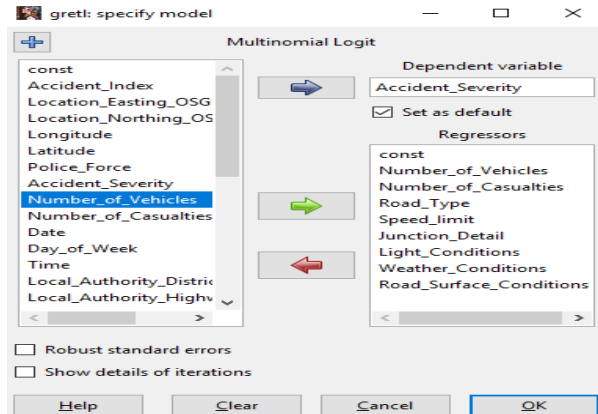 gretl: specify model
Multinomial Logit
const
Accident_Index
Location_Easting_OSG
Location_Northing_OS
Longitude
Latitude
Police_Force
Accident_Severity
Number_of_Vehicles
Number_of_Casualties
Date
Day_of_Week
Time
Local_Authority_Distric
Local_Authority_Highw
Dependent variable
Accident_Severity
Set as default
Regressors
const
Number_of_Vehicles
Number_of_Casualties
Road_Type
Speed_limit
Junction_Detail
Light_Conditions
Weather_Conditions
Road_Surface_Conditions
Robust standard errors
Show details of iterations
Help Clear Cancel OK